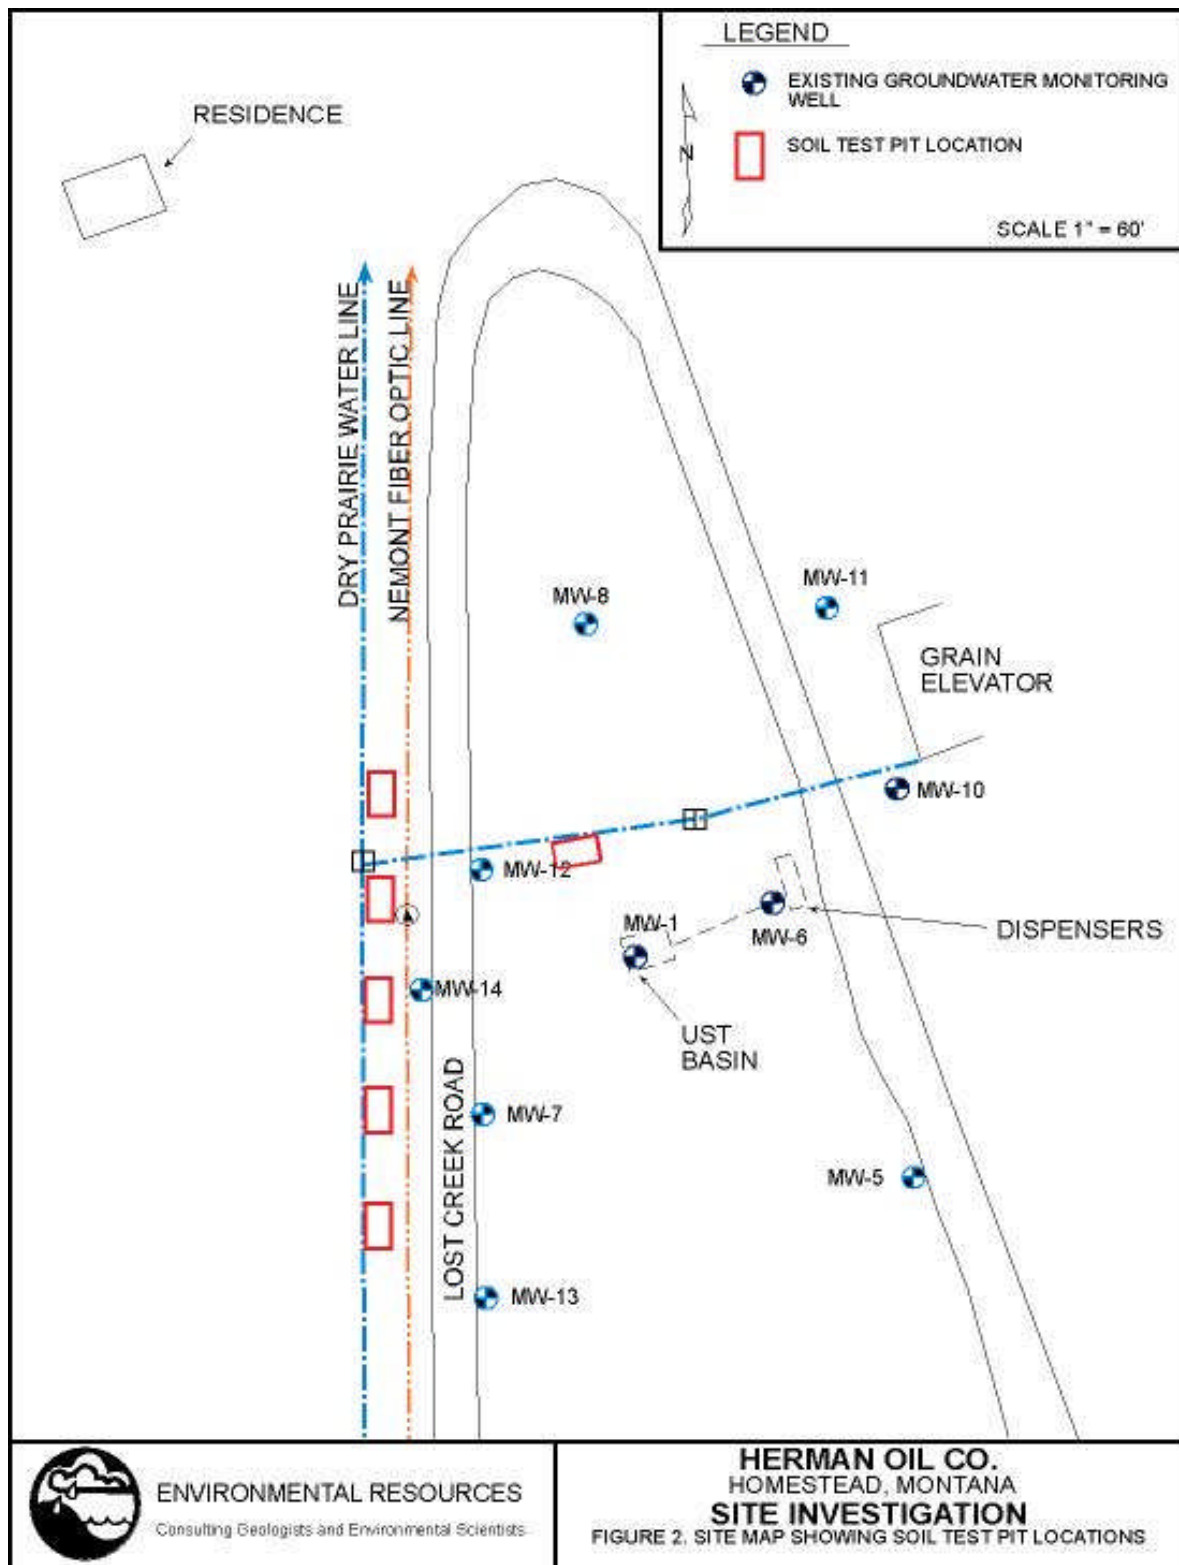 LEGEND
EXISTING GROUNDWATER MONITORING
WELL
SOIL TEST PIT LOCATION
N
SCALE 1" = 60'
RESIDENCE
DRY PRAIRIE WATER LINE
NEMONT FIBER OPTIC LINE
MW-8
MW-11
GRAIN
ELEVATOR
MW-10
MW-12
MW-1
MW-6
DISPENSERS
MW-14
UST
BASIN
LOST CREEK ROAD
MW-7
MW-5
MW-13
ENVIRONMENTAL RESOURCES
Consulting Geologists and Environmental Scientists
HERMAN OIL CO.
HOMESTEAD, MONTANA
SITE INVESTIGATION
FIGURE 2. SITE MAP SHOWING SOIL TEST PIT LOCATIONS